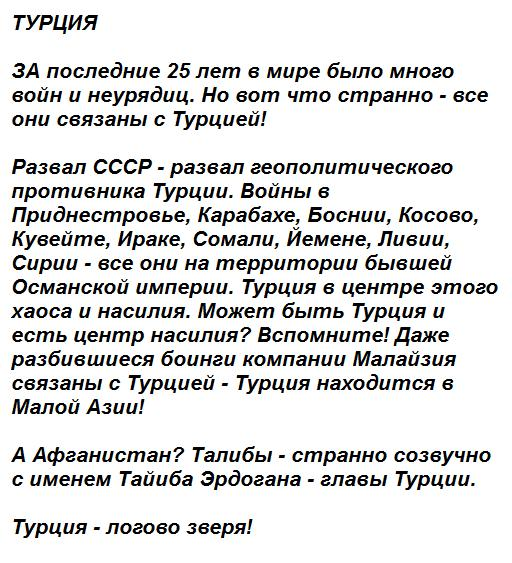 ТУРЦИЯ
ЗА последние 25 лет в мире было много
войн и неурядиц. Но вот что странно - все
они связаны с Турцией!
Развал СССР - развал геополитического
противника Турции. Войны в
Приднестровье, Карабахе, Боснии, Косово,
Кувейте, Ираке, Сомали, Йемене, Ливии,
Сирии - все они на территории бывшей
Османской империи. Турция в центре этого
хаоса и насилия. Может быть Турция и
есть центр насилия? Вспомните! Даже
разбившиеся боинги компании Малайзия
связаны с Турцией - Турция находится в
Малой Азии!
А Афганистан? Талибы - странно созвучно
с именем Тайиба Эрдогана - главы Турции.
Турция - логово зверя!